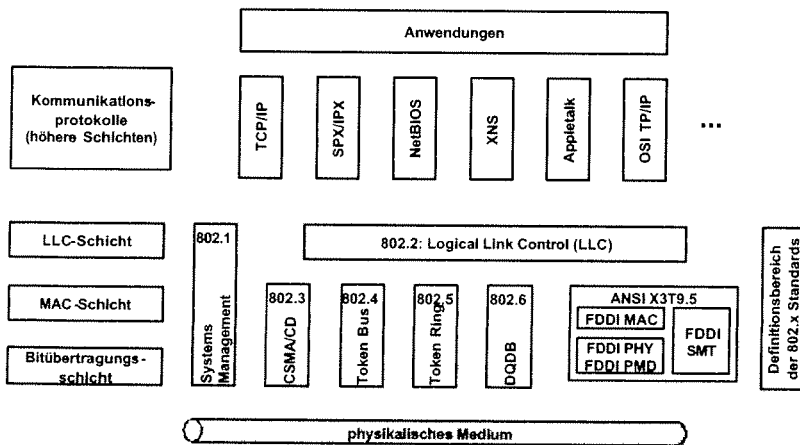 Anwendungen
Kommunikations-
protokolle
(höhere Schichten)
TCP/IP
SPX/IPX
NetBIOS
XNS
Appletalk
OSI TP/IP
...
LLC-Schicht
802.1
Systems
Management
802.2: Logical Link Control (LLC)
MAC-Schicht
802.3
CSMA/CD
802.4
Token Bus
802.5
Token Ring
802.6
DQDB
ANSI X3T9.5
FDDI MAC
FDDI PHY
FDDI PMD
FDDI
SMT
Bitübertragungs-
schicht
Definitionsbereich
der 802.x Standards
physikalisches Medium